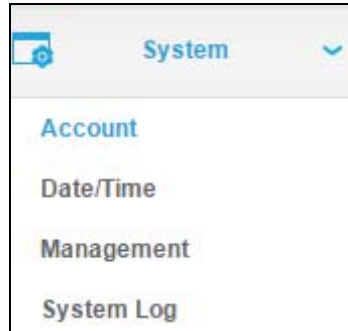 System
Account
Date/Time
Management
System Log